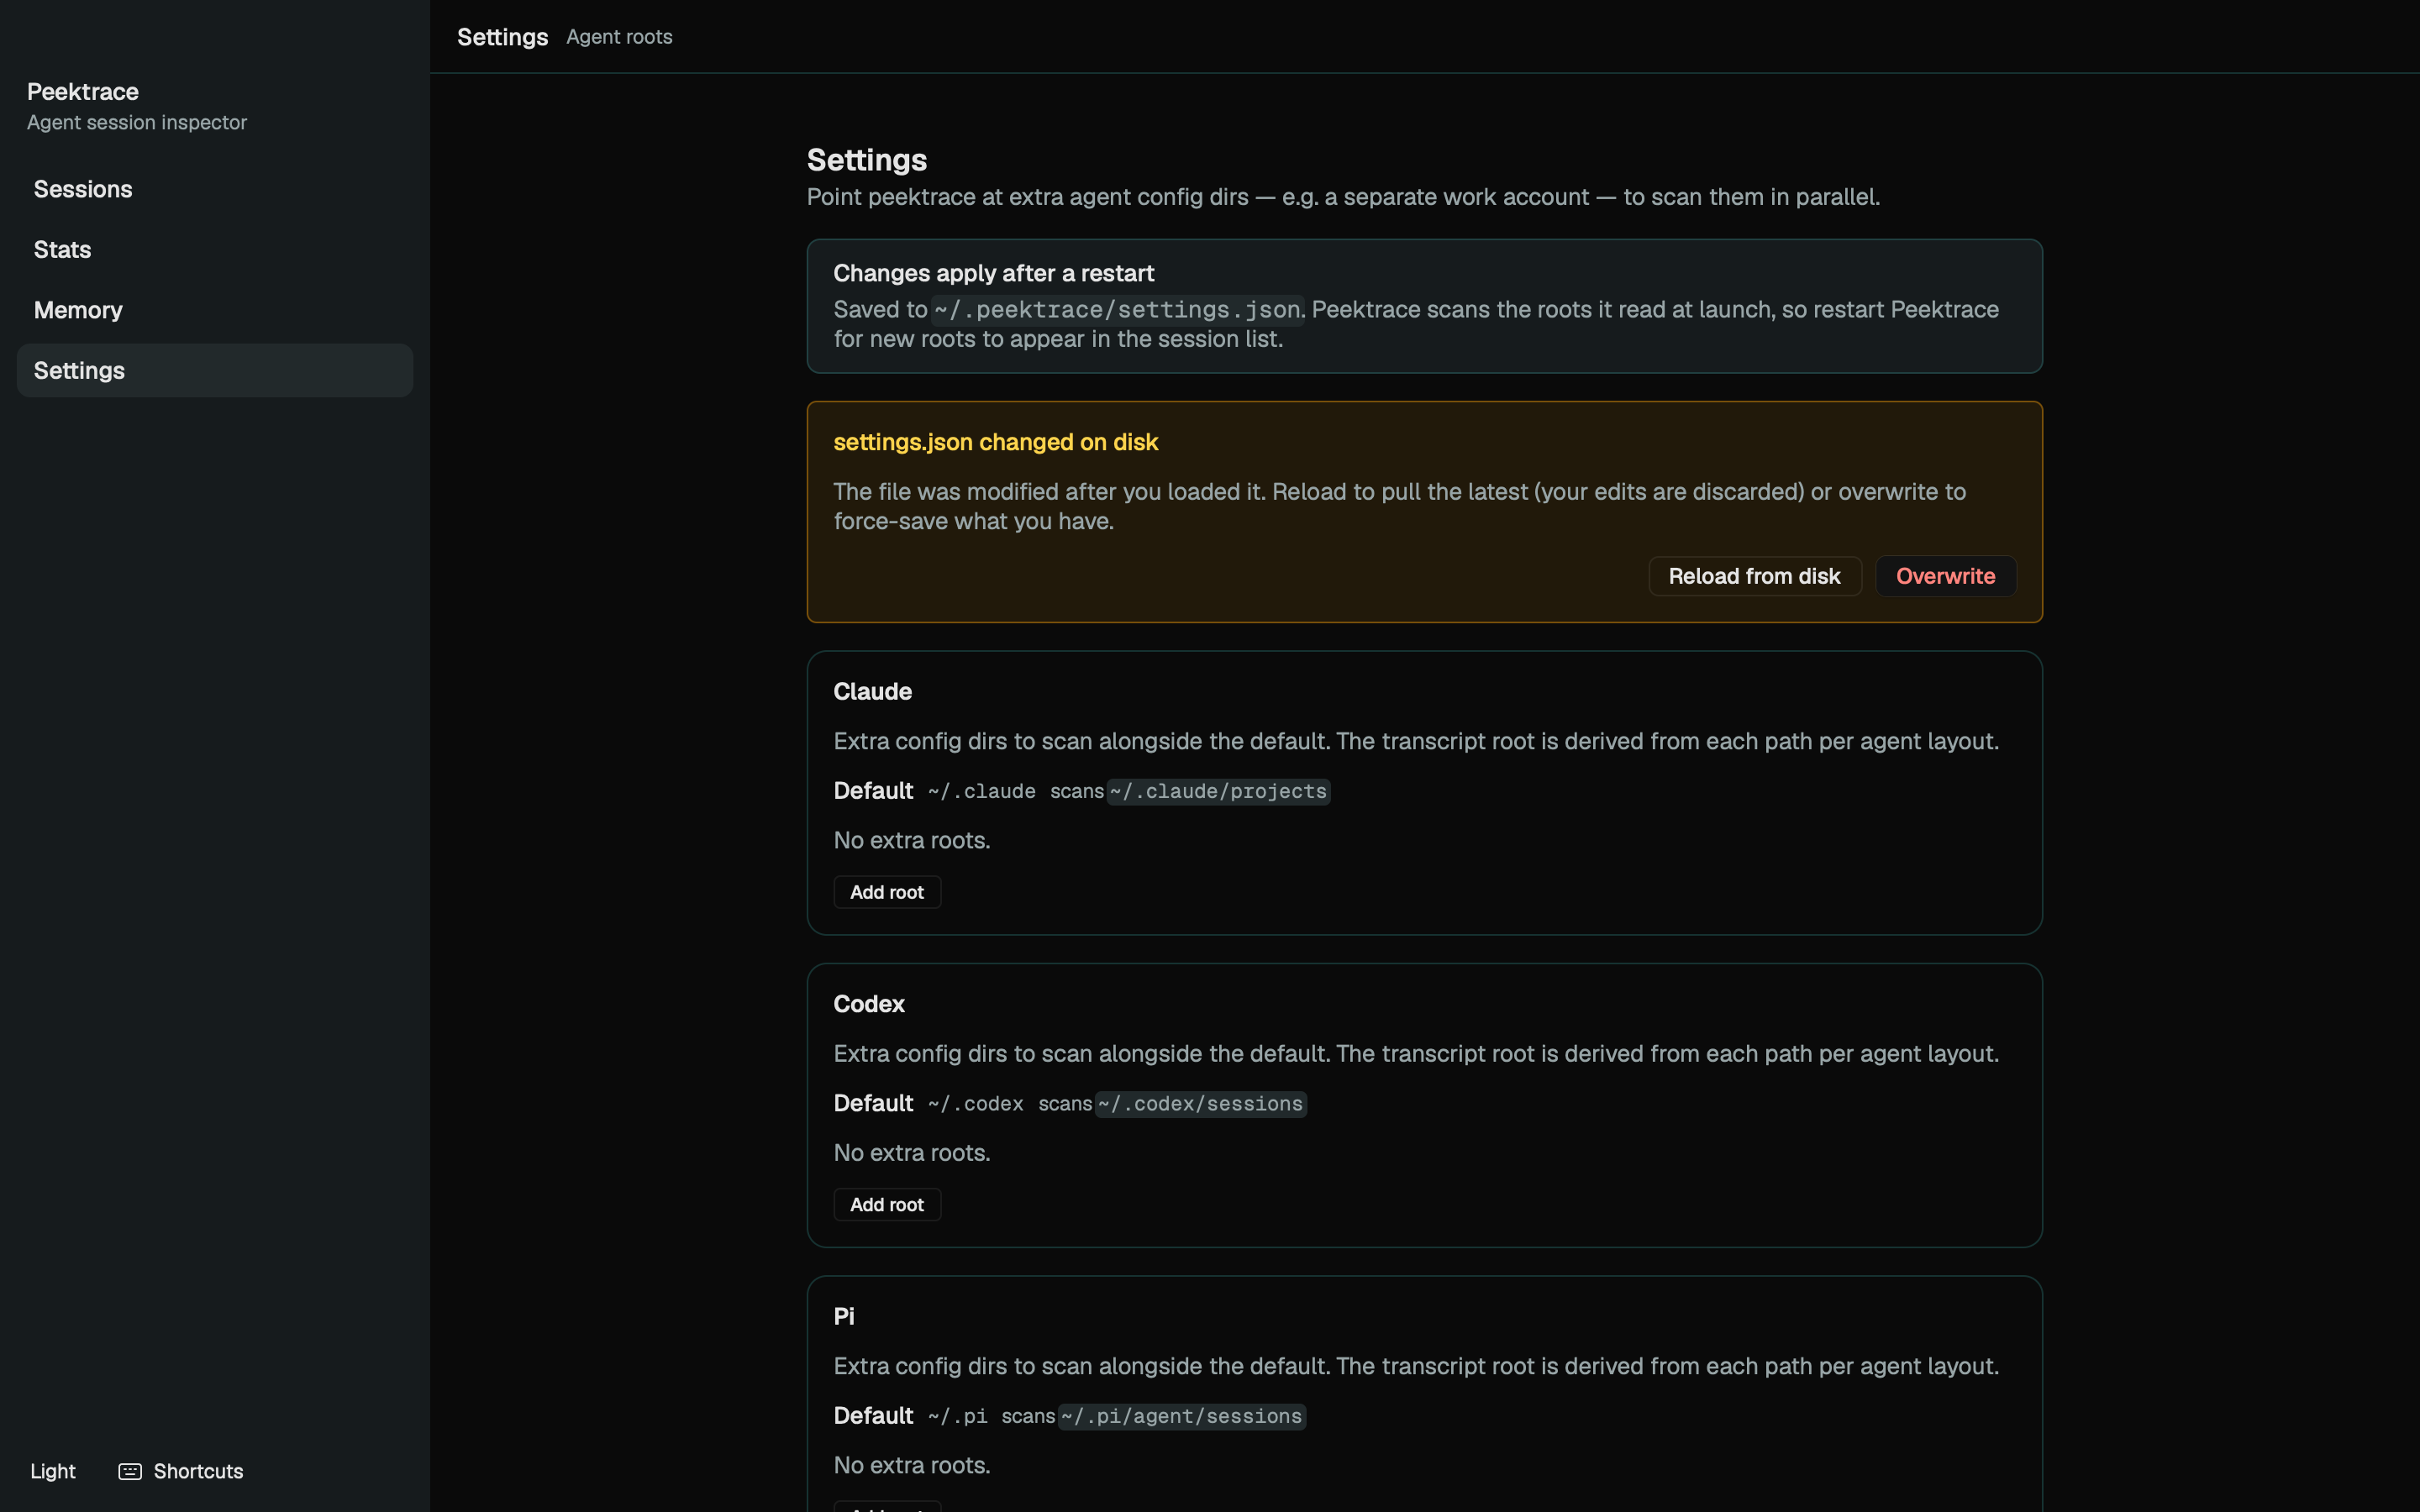 Settings Agent roots
Peektrace
Agent session inspector
Sessions
Stats
Memory
Settings
Light
Shortcuts
Settings
Point peektrace at extra agent config dirs — e.g. a separate work account — to scan them in parallel.
Changes apply after a restart
Saved to ~/.peektrace/settings.json. Peektrace scans the roots it read at launch, so restart Peektrace
for new roots to appear in the session list.
settings.json changed on disk
The file was modified after you loaded it. Reload to pull the latest (your edits are discarded) or overwrite to
force-save what you have.
Reload from disk Overwrite
Claude
Extra config dirs to scan alongside the default. The transcript root is derived from each path per agent layout.
Default ~/.claude scans ~/.claude/projects
No extra roots.
Add root
Codex
Extra config dirs to scan alongside the default. The transcript root is derived from each path per agent layout.
Default ~/.codex scans ~/.codex/sessions
No extra roots.
Add root
Pi
Extra config dirs to scan alongside the default. The transcript root is derived from each path per agent layout.
Default ~/.pi scans ~/.pi/agent/sessions
No extra roots.